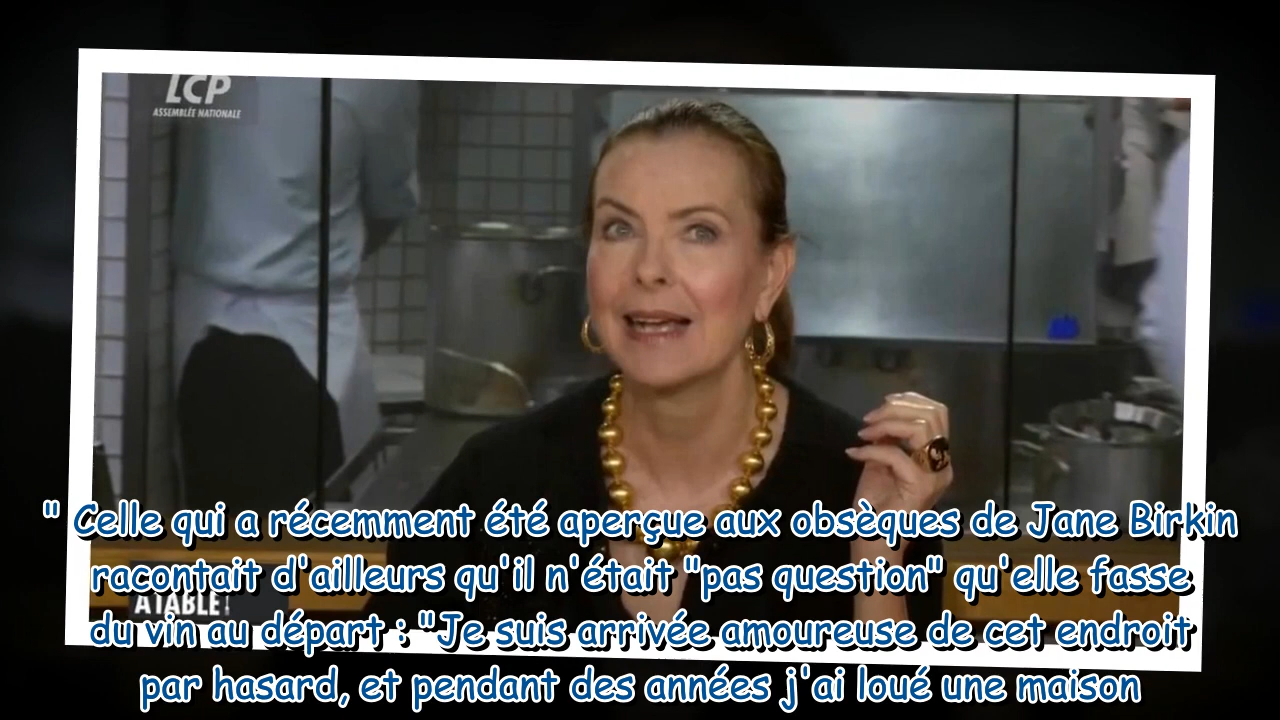 LCP
ASSEMBLÉE NATIONALE
" Celle qui a récemment été aperçue aux obsèques de Jane Birkin
racontait d'ailleurs qu'il n'était "pas question" qu'elle fasse
À TABLE !
du vin au départ : "Je suis arrivée amoureuse de cet endroit
par hasard, et pendant des années j'ai loué une maison